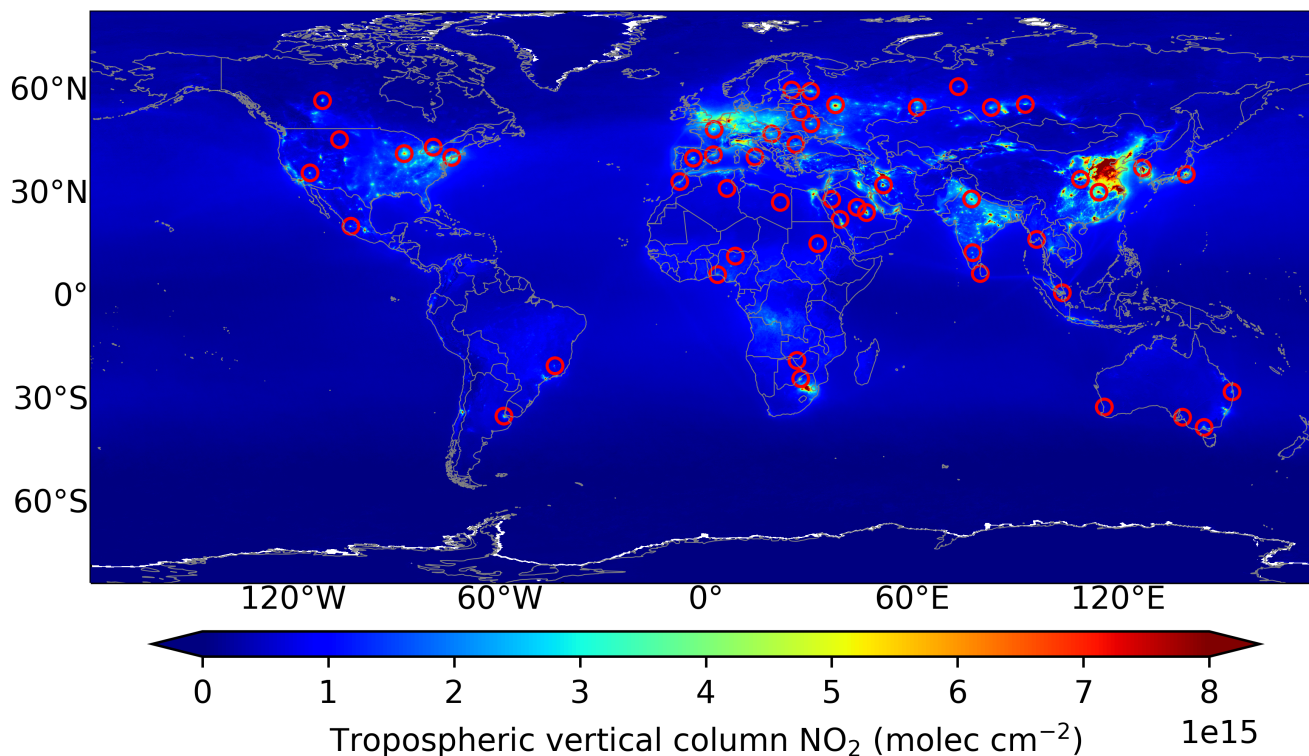 60°N
30°N
0°
30°S
60°S
120°W 60°W 0° 60°E 120°E
0 1 2 3 4 5 6 7 8
1e15
Tropospheric vertical column NO₂ (molec cm⁻²)